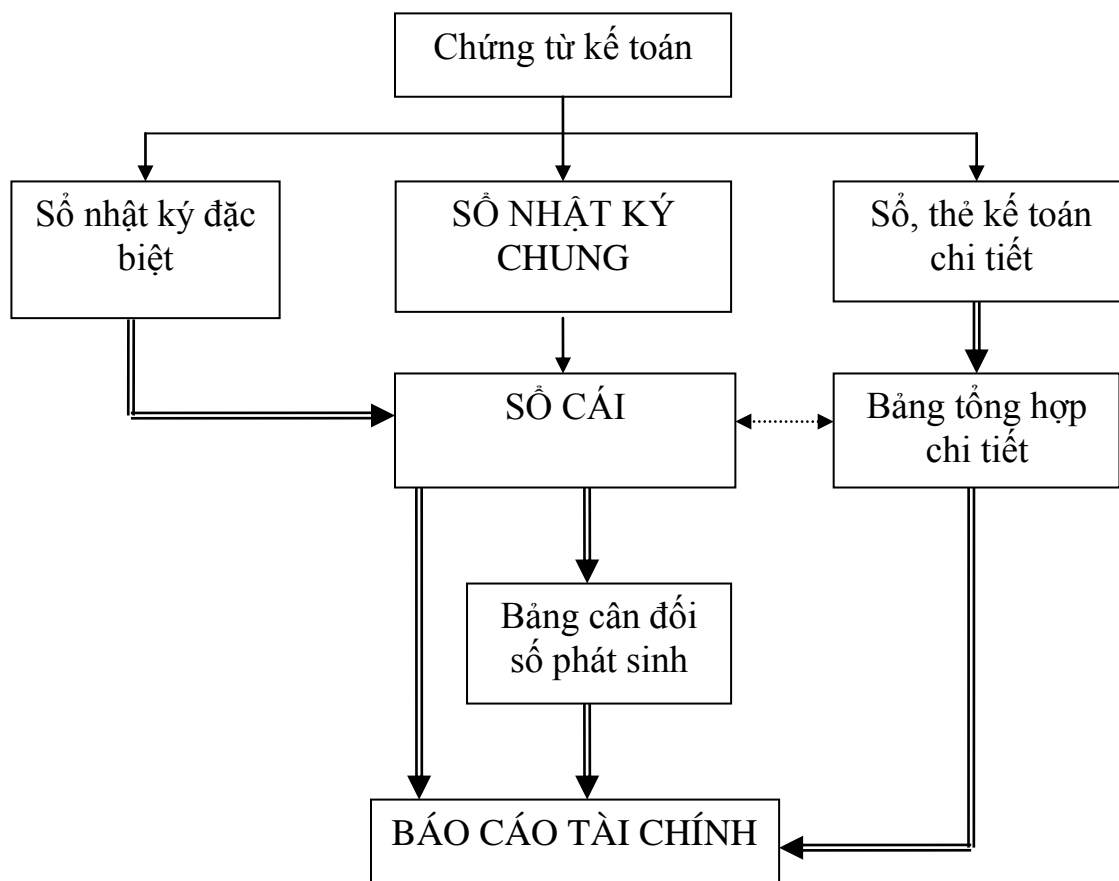 Chứng từ kế toán
Sổ nhật ký đặc
biệt
SỔ NHẬT KÝ
CHUNG
Sổ, thẻ kế toán
chi tiết
SỔ CÁI
Bảng tổng hợp
chi tiết
Bảng cân đối
số phát sinh
BÁO CÁO TÀI CHÍNH